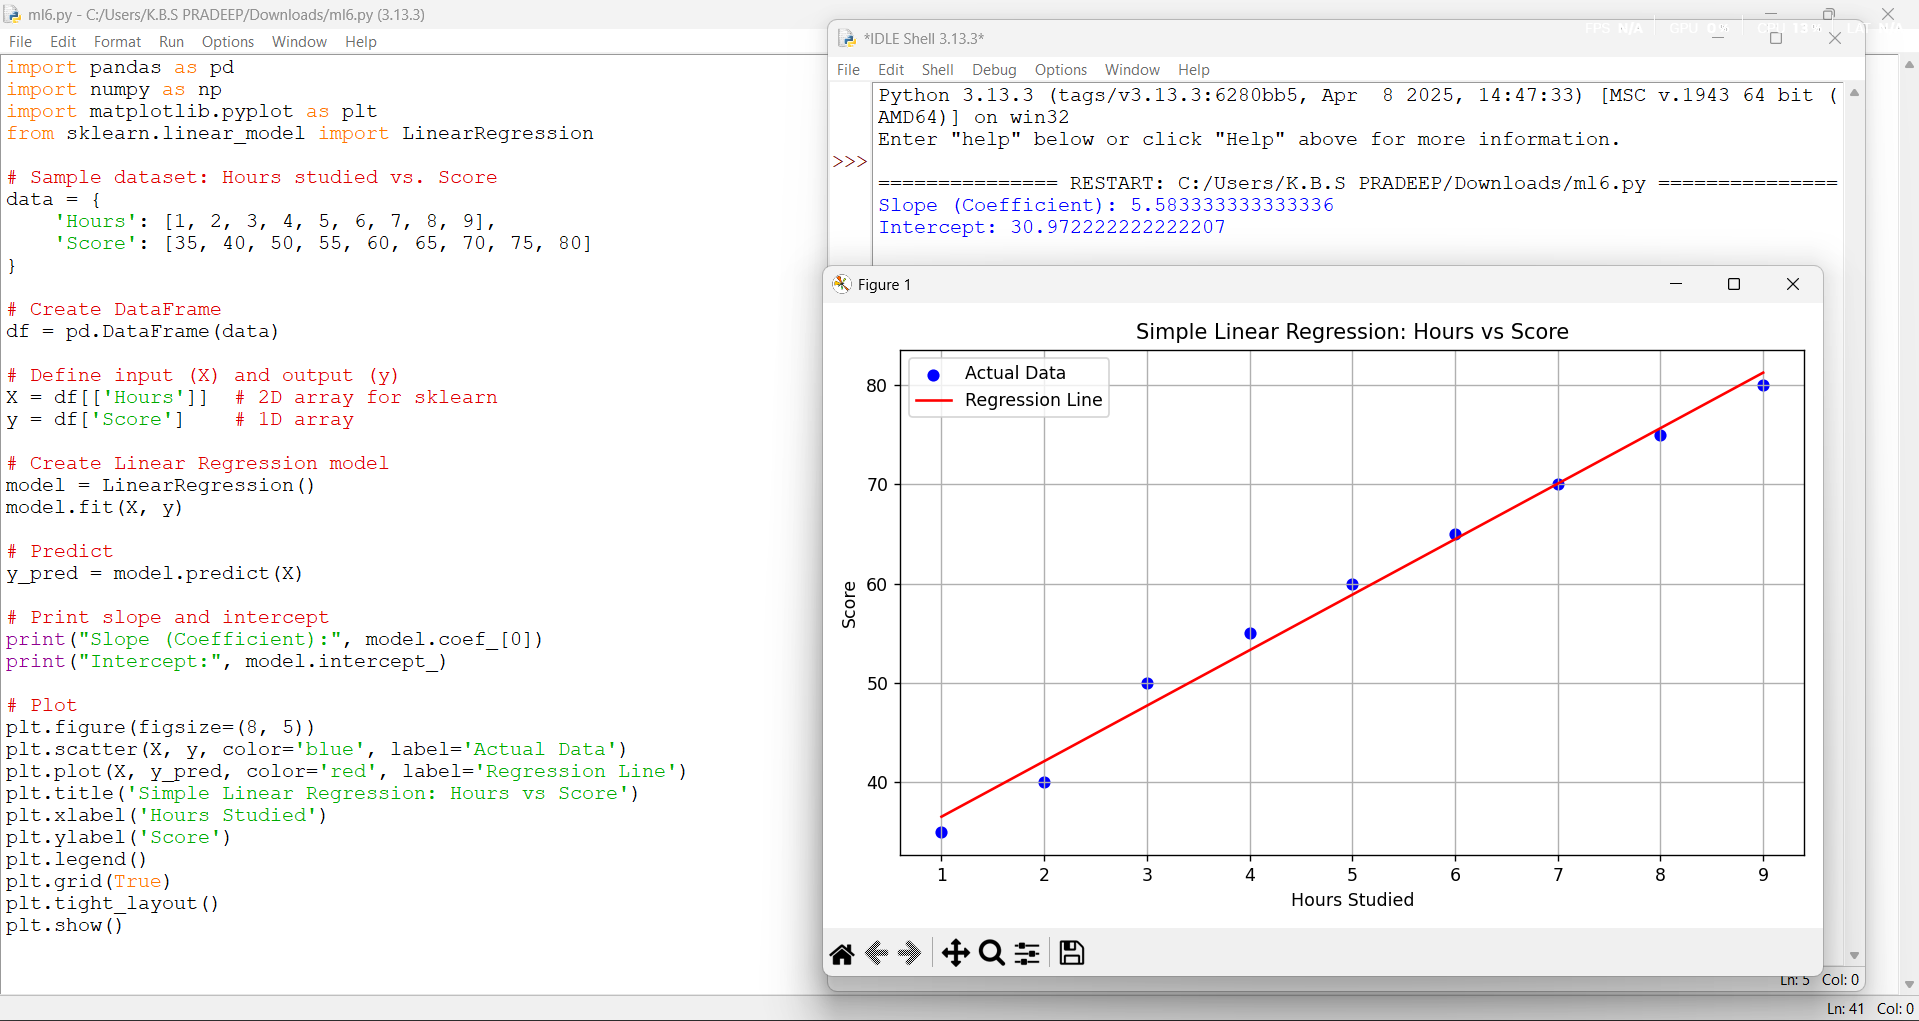 ml6.py - C:/Users/K.B.S PRADEEP/Downloads/ml6.py (3.13.3)
File Edit Format Run Options Window Help
import pandas as pd
import numpy as np
import matplotlib.pyplot as plt
from sklearn.linear_model import LinearRegression
# Sample dataset: Hours studied vs. Score
data = {
    'Hours': [1, 2, 3, 4, 5, 6, 7, 8, 9],
    'Score': [35, 40, 50, 55, 60, 65, 70, 75, 80]
}
# Create DataFrame
df = pd.DataFrame(data)
# Define input (X) and output (y)
X = df[['Hours']]  # 2D array for sklearn
y = df['Score']    # 1D array
# Create Linear Regression model
model = LinearRegression()
model.fit(X, y)
# Predict
y_pred = model.predict(X)
# Print slope and intercept
print("Slope (Coefficient):", model.coef_[0])
print("Intercept:", model.intercept_)
# Plot
plt.figure(figsize=(8, 5))
plt.scatter(X, y, color='blue', label='Actual Data')
plt.plot(X, y_pred, color='red', label='Regression Line')
plt.title('Simple Linear Regression: Hours vs Score')
plt.xlabel('Hours Studied')
plt.ylabel('Score')
plt.legend()
plt.grid(True)
plt.tight_layout()
plt.show()
FPS N/A GPU 0% CPU 13% LAT N/A
*IDLE Shell 3.13.3*
File Edit Shell Debug Options Window Help
Python 3.13.3 (tags/v3.13.3:6280bb5, Apr  8 2025, 14:47:33) [MSC v.1943 64 bit (
AMD64)] on win32
Enter "help" below or click "Help" above for more information.
>>>
=============== RESTART: C:/Users/K.B.S PRADEEP/Downloads/ml6.py ===============
Slope (Coefficient): 5.583333333333336
Intercept: 30.972222222222207
Figure 1
Simple Linear Regression: Hours vs Score
Actual Data
Regression Line
80
70
60
50
40
Score
1 2 3 4 5 6 7 8 9
Hours Studied
Ln: 5 Col: 0
Ln: 41 Col: 0